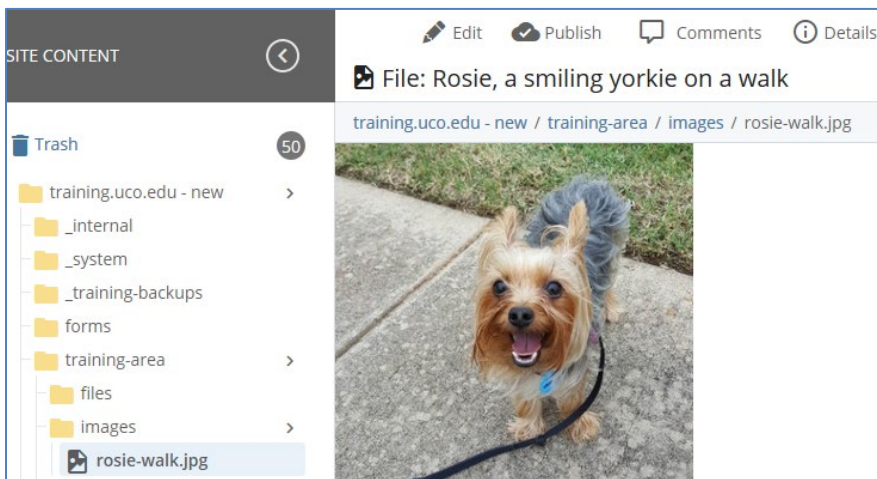 SITE CONTENT
Edit Publish Comments Details
File: Rosie, a smiling yorkie on a walk
training.uco.edu - new / training-area / images / rosie-walk.jpg
Trash 50
training.uco.edu - new
_internal
_system
_training-backups
forms
training-area
files
images
rosie-walk.jpg